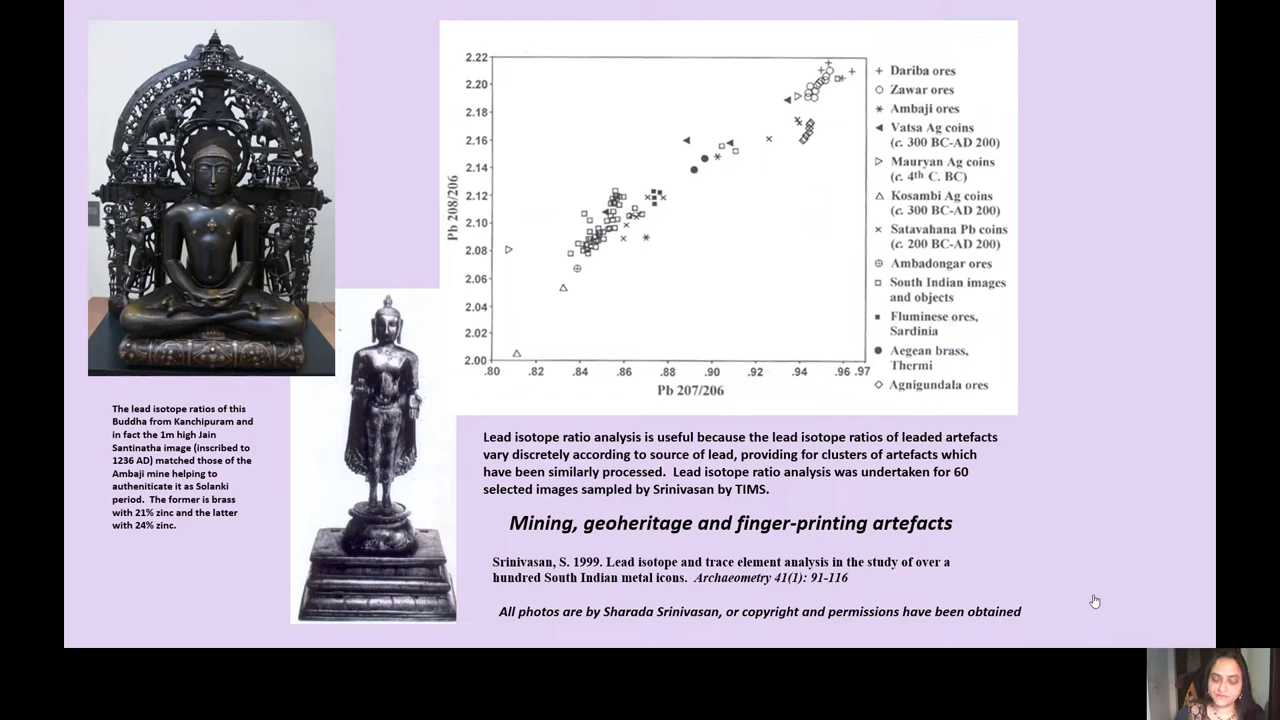 Pb 208/206
2.22
2.20
2.18
2.16
2.14
2.12
2.10
2.08
2.06
2.04
2.02
2.00
.80
.82
.84
.86
.88
.90
.92
.94
.96
.97
Pb 207/206
Dariba ores
Zawar ores
Ambaji ores
Vatsa Ag coins
(c. 300 BC-AD 200)
Mauryan Ag coins
(c. 4th C. BC)
Kosambi Ag coins
(c. 300 BC-AD 200)
Satavahana Pb coins
(c. 200 BC-AD 200)
Ambadongar ores
South Indian images
and objects
Fluminese ores,
Sardinia
Aegean brass,
Thermi
Agnigundala ores
The lead isotope ratios of this
Buddha from Kanchipuram and
in fact the 1m high Jain
Santinatha image (inscribed to
1236 AD) matched those of the
Ambaji mine helping to
autheniticate it as Solanki
period. The former is brass
with 21% zinc and the latter
with 24% zinc.
Lead isotope ratio analysis is useful because the lead isotope ratios of leaded artefacts
vary discretely according to source of lead, providing for clusters of artefacts which
have been similarly processed. Lead isotope ratio analysis was undertaken for 60
selected images sampled by Srinivasan by TIMS.
Mining, geoheritage and finger-printing artefacts
Srinivasan, S. 1999. Lead isotope and trace element analysis in the study of over a
hundred South Indian metal icons. Archaeometry 41(1): 91-116
All photos are by Sharada Srinivasan, or copyright and permissions have been obtained